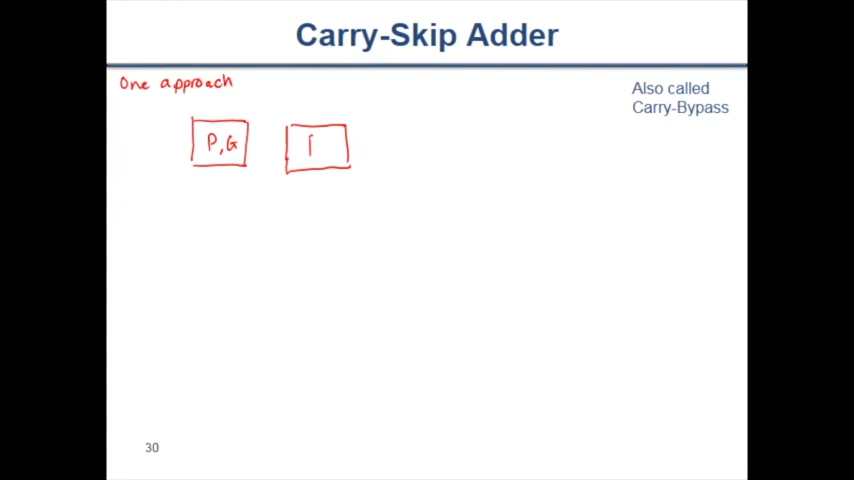 Carry-Skip Adder
One approach
Also called
Carry-Bypass
P,G
30